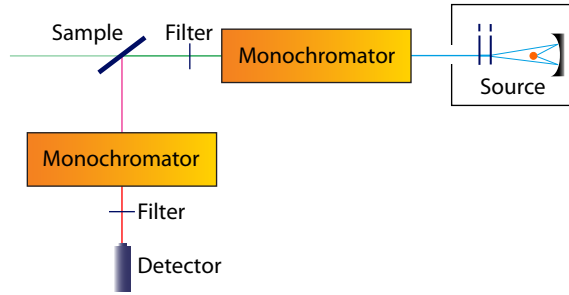 Sample
Filter
Monochromator
Source
Monochromator
Filter
Detector